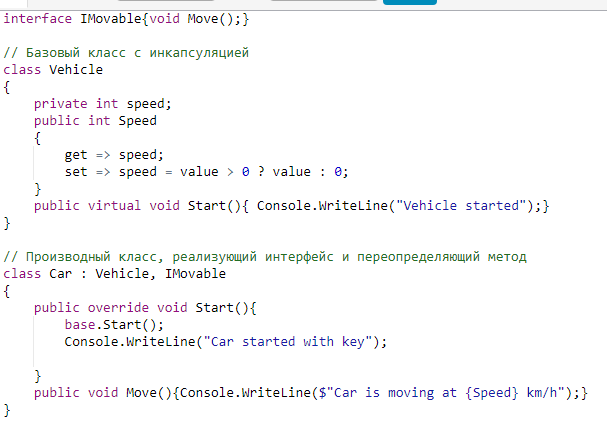 interface IMovable{void Move();}
// Базовый класс с инкапсуляцией
class Vehicle
{
    private int speed;
    public int Speed
    {
        get => speed;
        set => speed = value > 0 ? value : 0;
    }
    public virtual void Start(){ Console.WriteLine("Vehicle started");}
}
// Производный класс, реализующий интерфейс и переопределяющий метод
class Car : Vehicle, IMovable
{
    public override void Start(){
        base.Start();
        Console.WriteLine("Car started with key");
    }
    public void Move(){Console.WriteLine($"Car is moving at {Speed} km/h");}
}